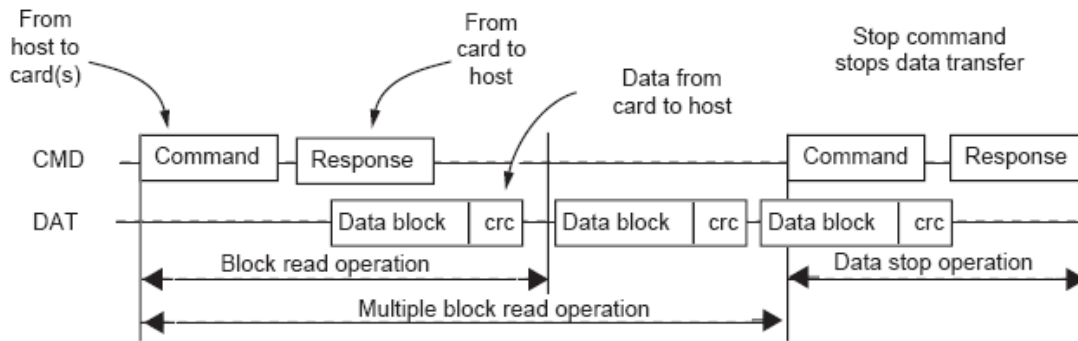 From
host to
card(s)
From
card to
host
Data from
card to host
Stop command
stops data transfer
CMD
Command
Response
Command
Response
DAT
Data block
crc
Data block
crc
Data block
crc
Block read operation
Data stop operation
Multiple block read operation